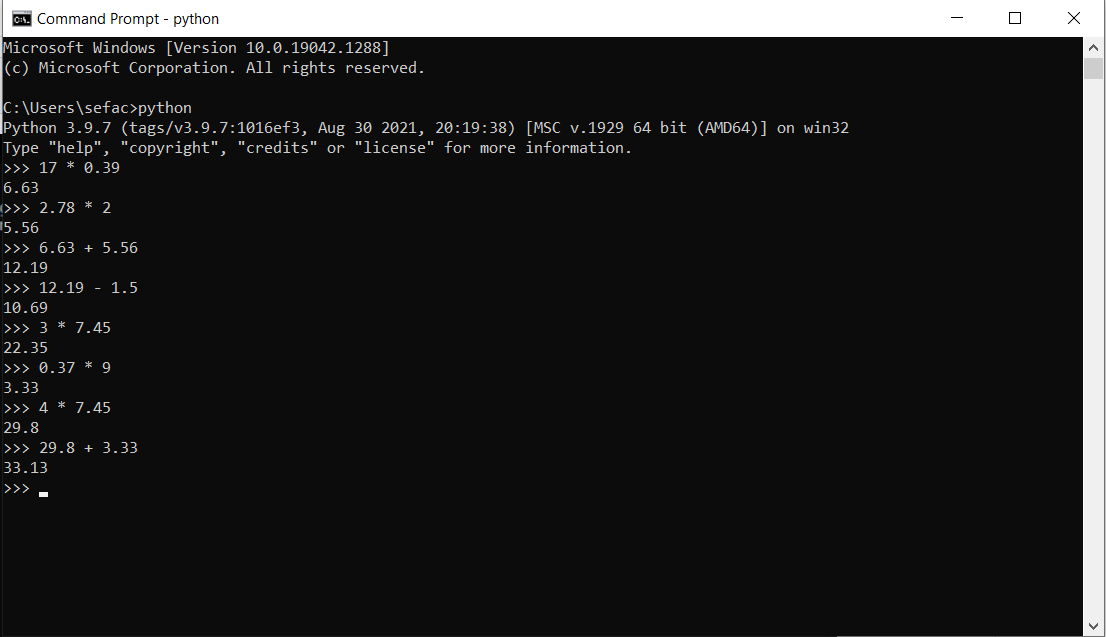 Command Prompt - python
Microsoft Windows [Version 10.0.19042.1288]
(c) Microsoft Corporation. All rights reserved.
C:\Users\sefac>python
Python 3.9.7 (tags/v3.9.7:1016ef3, Aug 30 2021, 20:19:38) [MSC v.1929 64 bit (AMD64)] on win32
Type "help", "copyright", "credits" or "license" for more information.
>>> 17 * 0.39
6.63
>>> 2.78 * 2
5.56
>>> 6.63 + 5.56
12.19
>>> 12.19 - 1.5
10.69
>>> 3 * 7.45
22.35
>>> 0.37 * 9
3.33
>>> 4 * 7.45
29.8
>>> 29.8 + 3.33
33.13
>>>